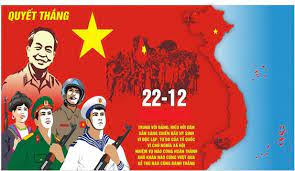 QUYẾT THẮNG
22-12
TRUNG VỚI ĐẢNG, HIẾU VỚI DÂN
SẴN SÀNG CHIẾN ĐẤU HY SINH
VÌ ĐỘC LẬP, TỰ DO CỦA TỔ QUỐC
VÌ CHỦ NGHĨA XÃ HỘI
NHIỆM VỤ NÀO CŨNG HOÀN THÀNH
KHÓ KHĂN NÀO CŨNG VƯỢT QUA
KẺ THÙ NÀO CŨNG ĐÁNH THẮNG